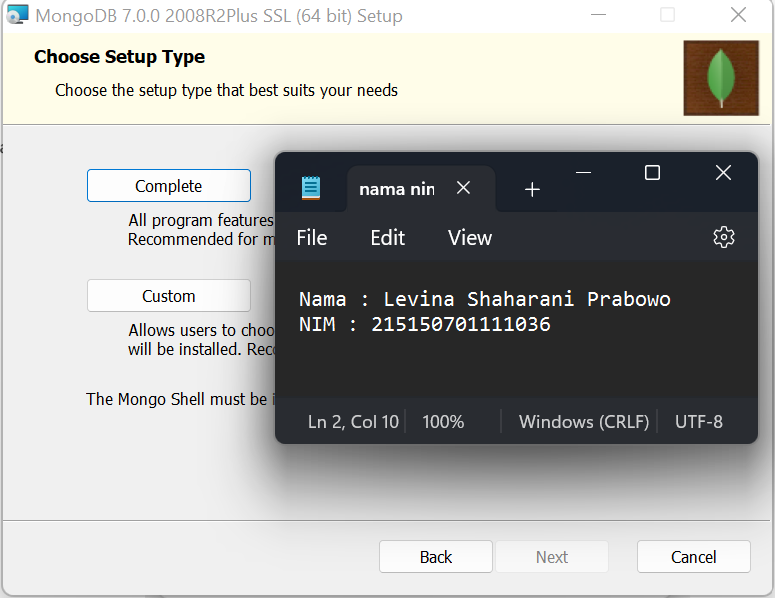 MongoDB 7.0.0 2008R2Plus SSL (64 bit) Setup
Choose Setup Type
Choose the setup type that best suits your needs
Complete
All program features
Recommended for
Custom
Allows users to
will be installed.
The Mongo Shell must be
nama nim
File Edit View
Nama : Levina Shaharani Prabowo
NIM : 215150701111036
Ln 2, Col 10 100% Windows (CRLF) UTF-8
Back Next Cancel